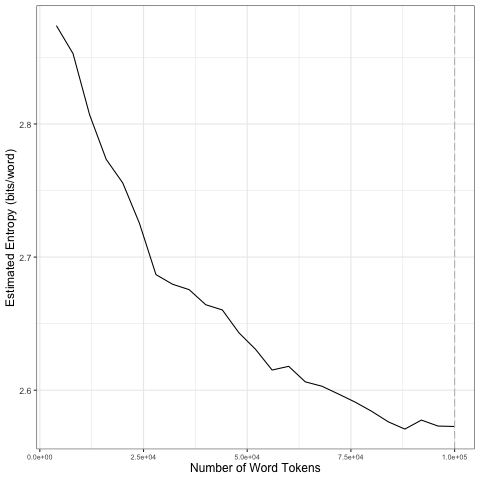 Estimated Entropy (bits/word)
2.8
2.7
2.6
0.0e+00 2.5e+04 5.0e+04 7.5e+04 1.0e+05
Number of Word Tokens